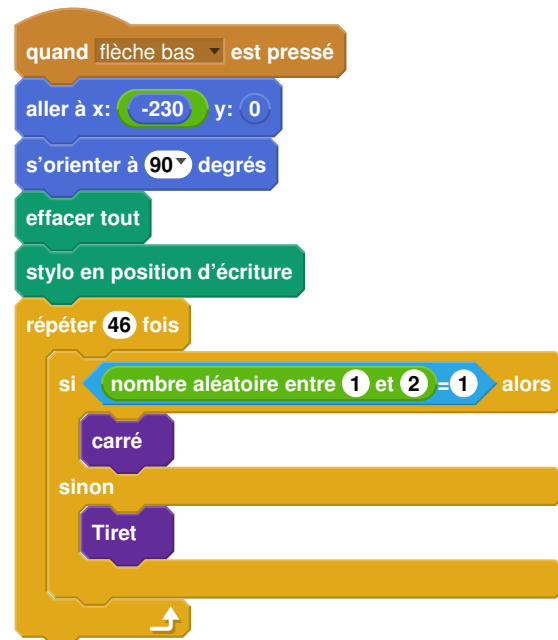 quand flèche bas est pressé
aller à x: -230 y: 0
s'orienter à 90 degrés
effacer tout
stylo en position d'écriture
répéter 46 fois
si nombre aléatoire entre 1 et 2 = 1 alors
carré
sinon
Tiret